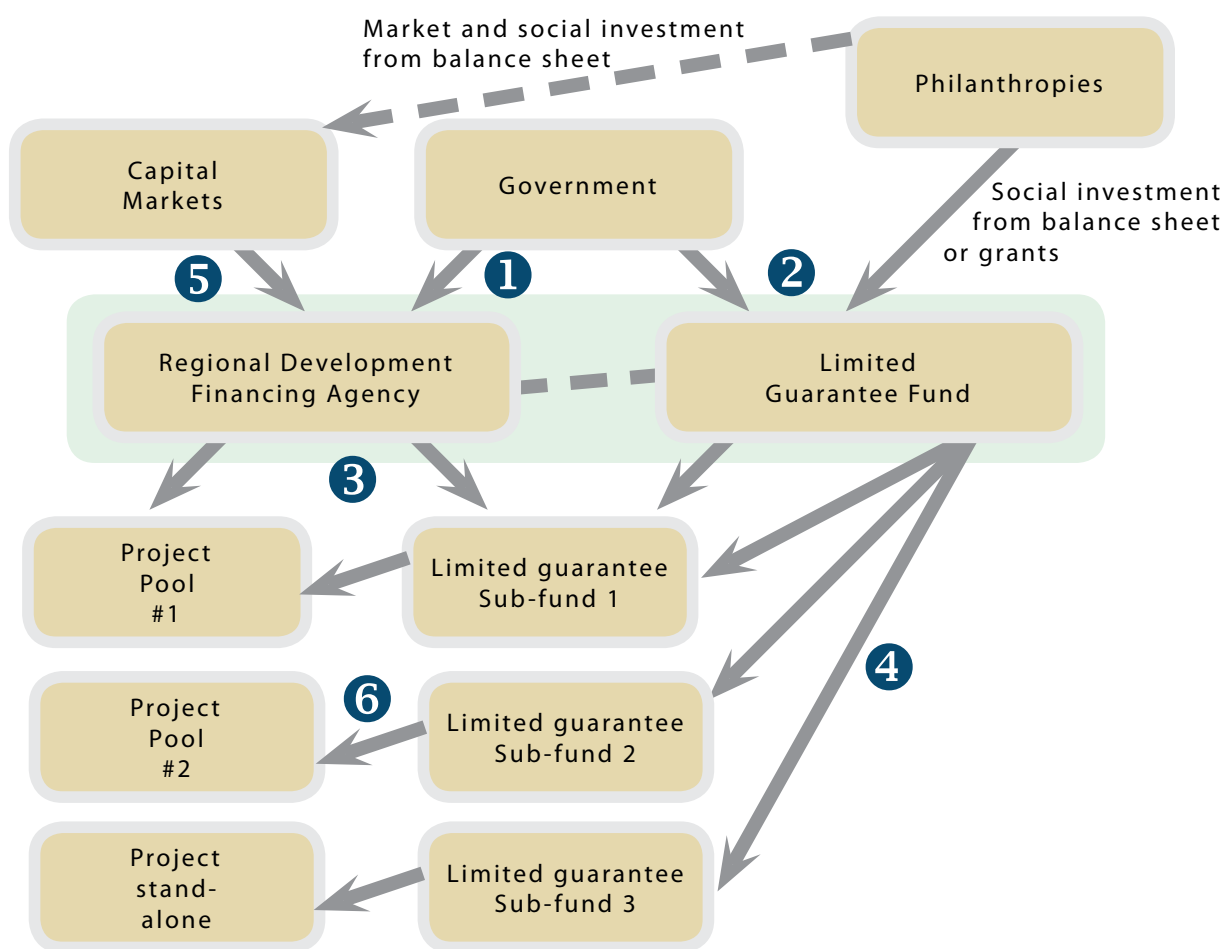 Market and social investment
from balance sheet
Philanthropies
Capital
Markets
Government
Social investment
from balance sheet
or grants
5
1
2
Regional Development
Financing Agency
Limited
Guarantee Fund
3
Project
Pool
#1
Limited guarantee
Sub-fund 1
4
6
Project
Pool
#2
Limited guarantee
Sub-fund 2
Project
stand-
alone
Limited guarantee
Sub-fund 3